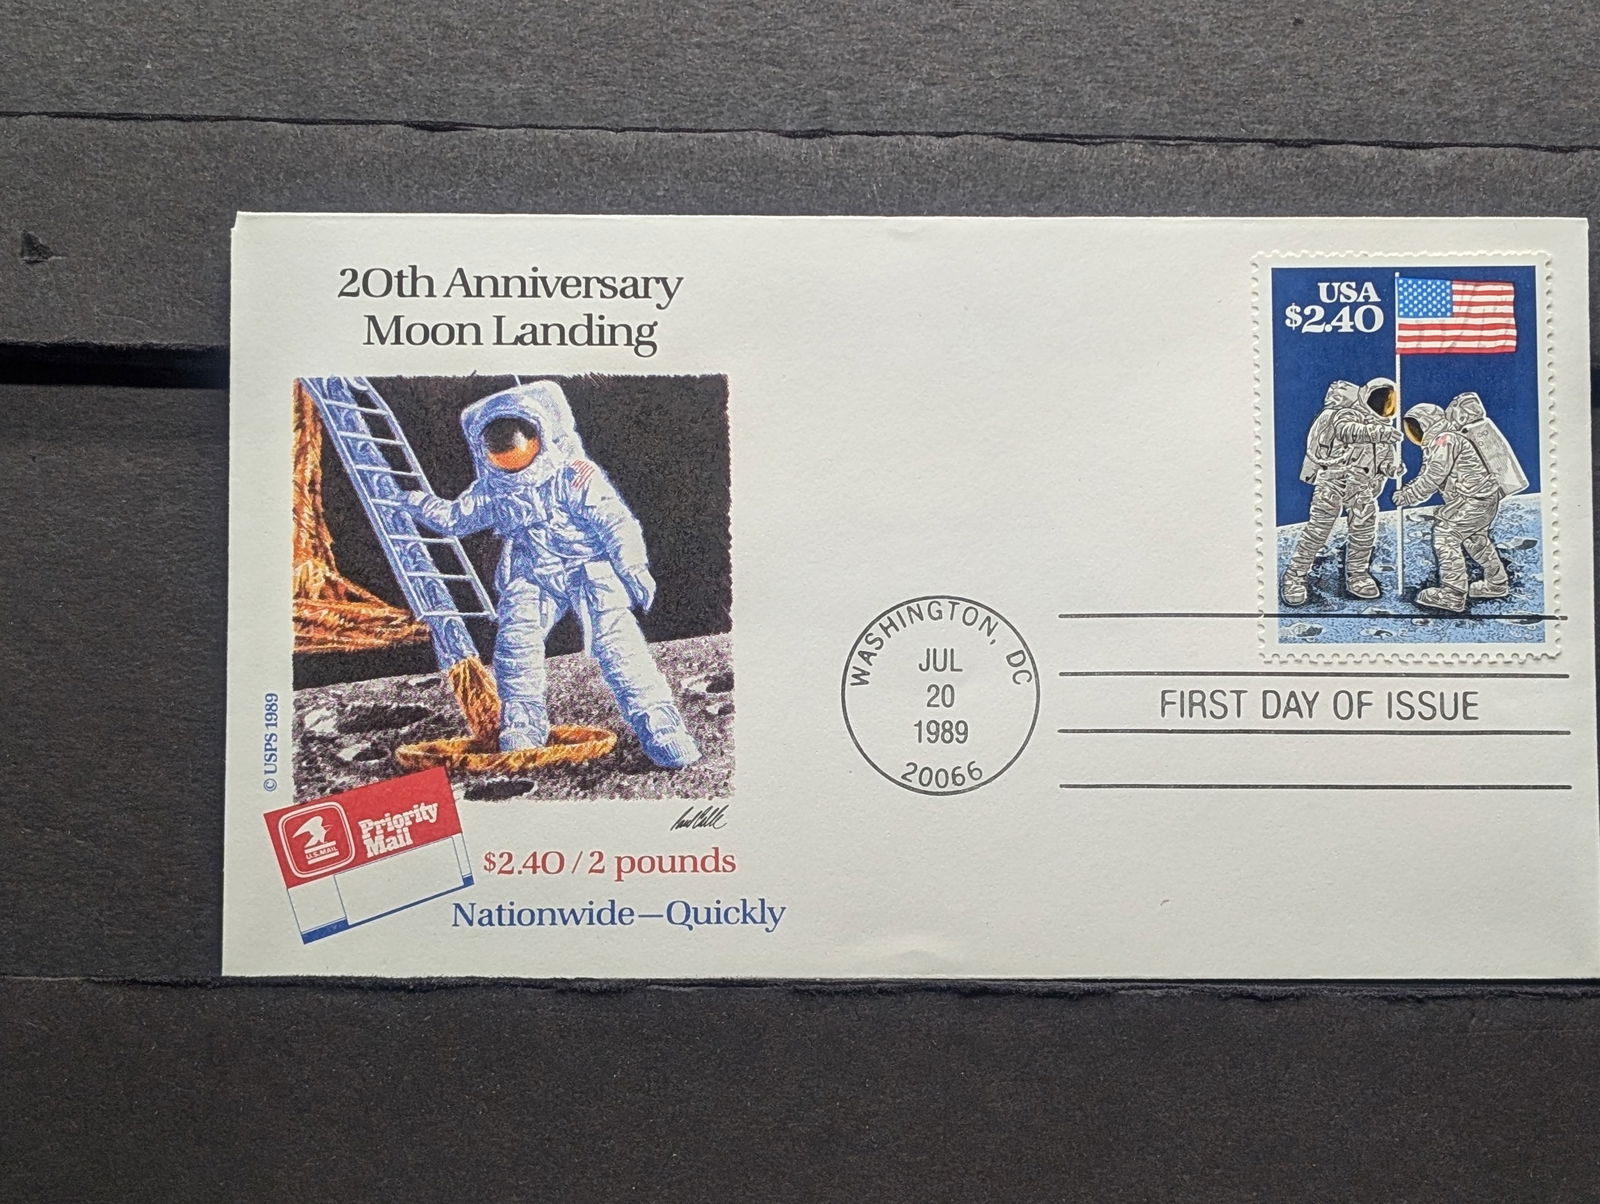 20th Anniversary
Moon Landing
USA
$2.40
© USPS 1989
WASHINGTON, DC
JUL
20
1989
20066
FIRST DAY OF ISSUE
U.S. MAIL
Priority
Mail
$2.40 / 2 pounds
Nationwide—Quickly